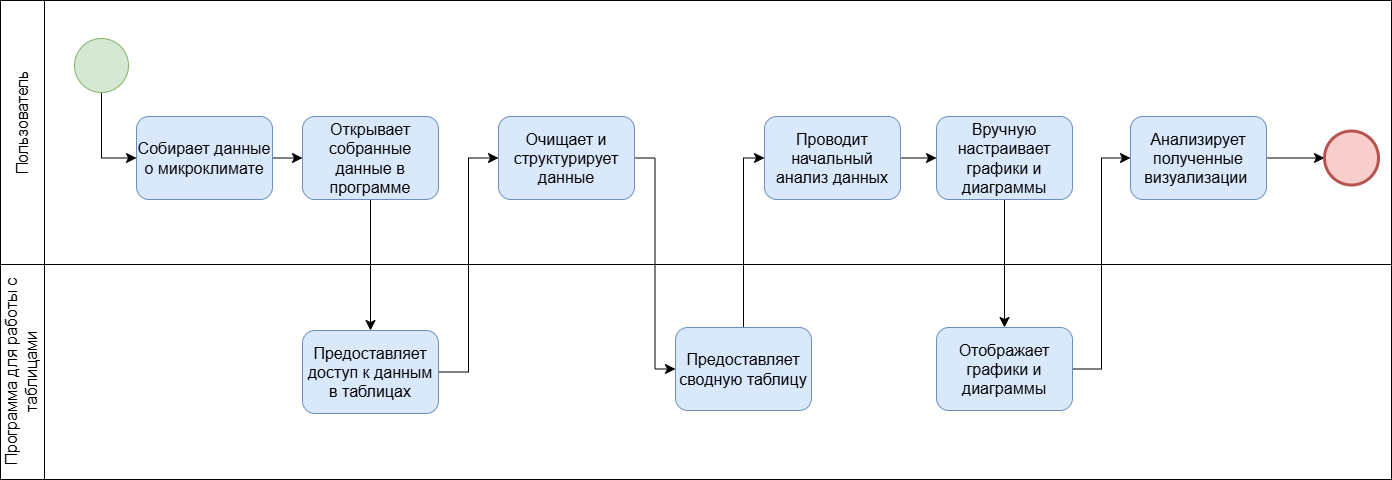 Пользователь
Собирает данные
о микроклимате
Открывает
собранные
данные в
программе
Очищает и
структурирует
данные
Проводит
начальный
анализ данных
Вручную
настраивает
графики и
диаграммы
Анализирует
полученные
визуализации
Программа для работы с
таблицами
Предоставляет
доступ к данным
в таблицах
Предоставляет
сводную таблицу
Отображает
графики и
диаграммы